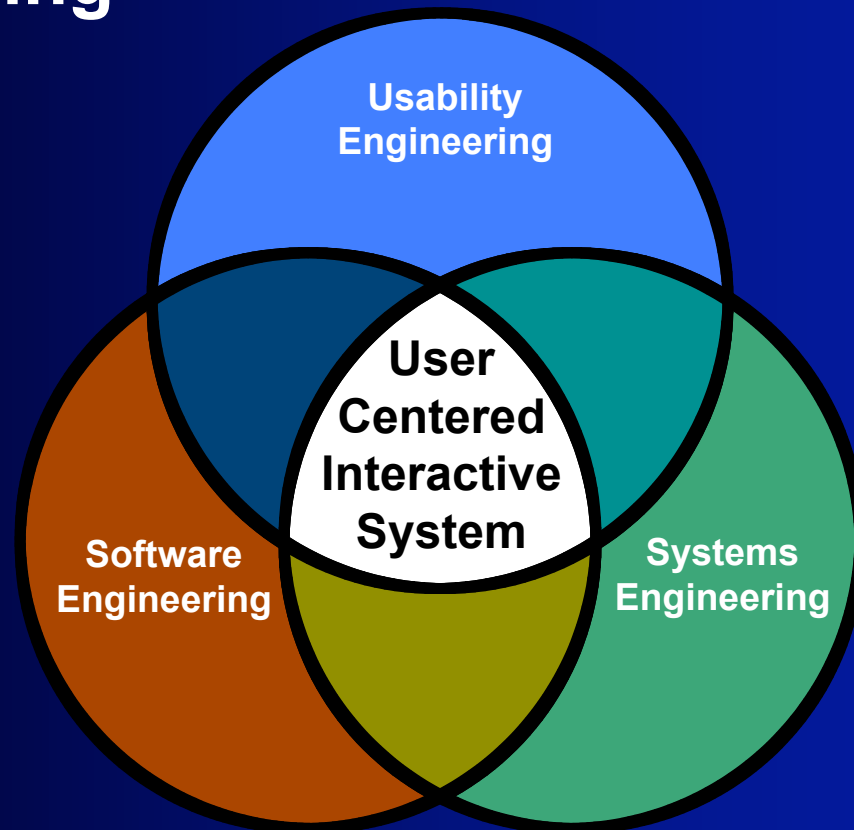 Usability
Engineering
User
Centered
Interactive
System
Software
Engineering
Systems
Engineering